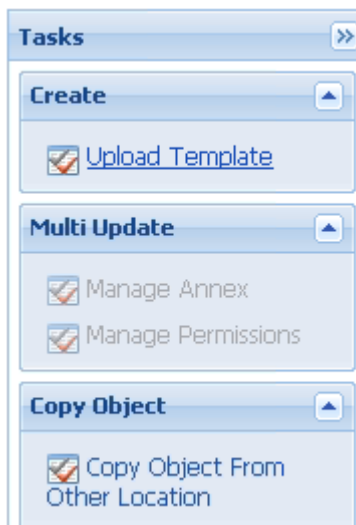 Tasks
Create
Upload Template
Multi Update
Manage Annex
Manage Permissions
Copy Object
Copy Object From
Other Location